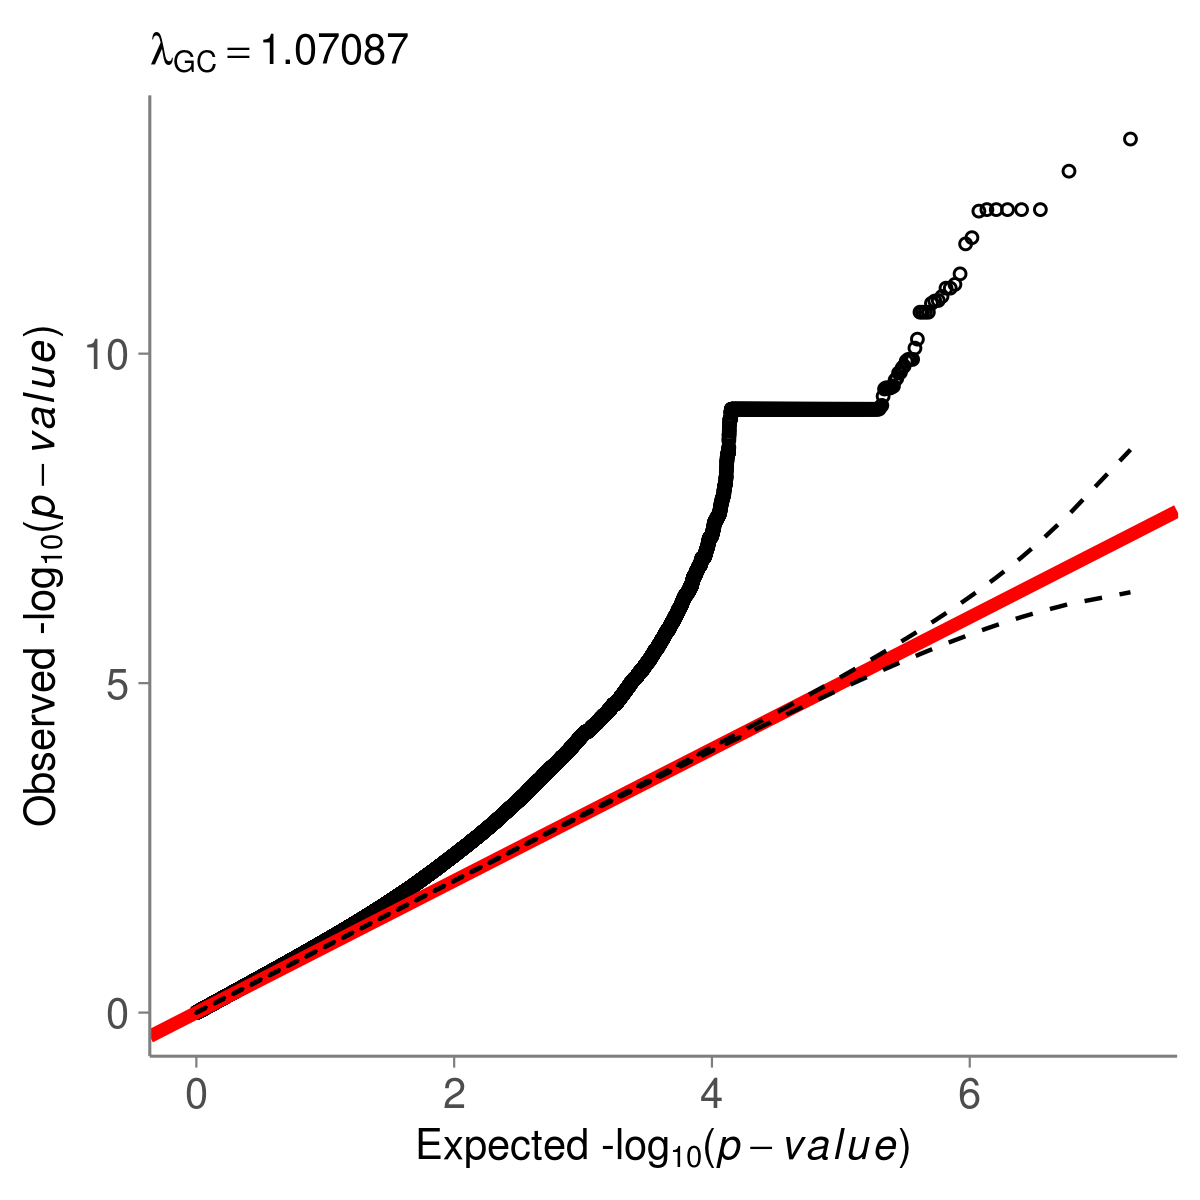 λGC = 1.07087
Observed -log10(p − value)
10
5
0
0 2 4 6
Expected -log10(p − value)